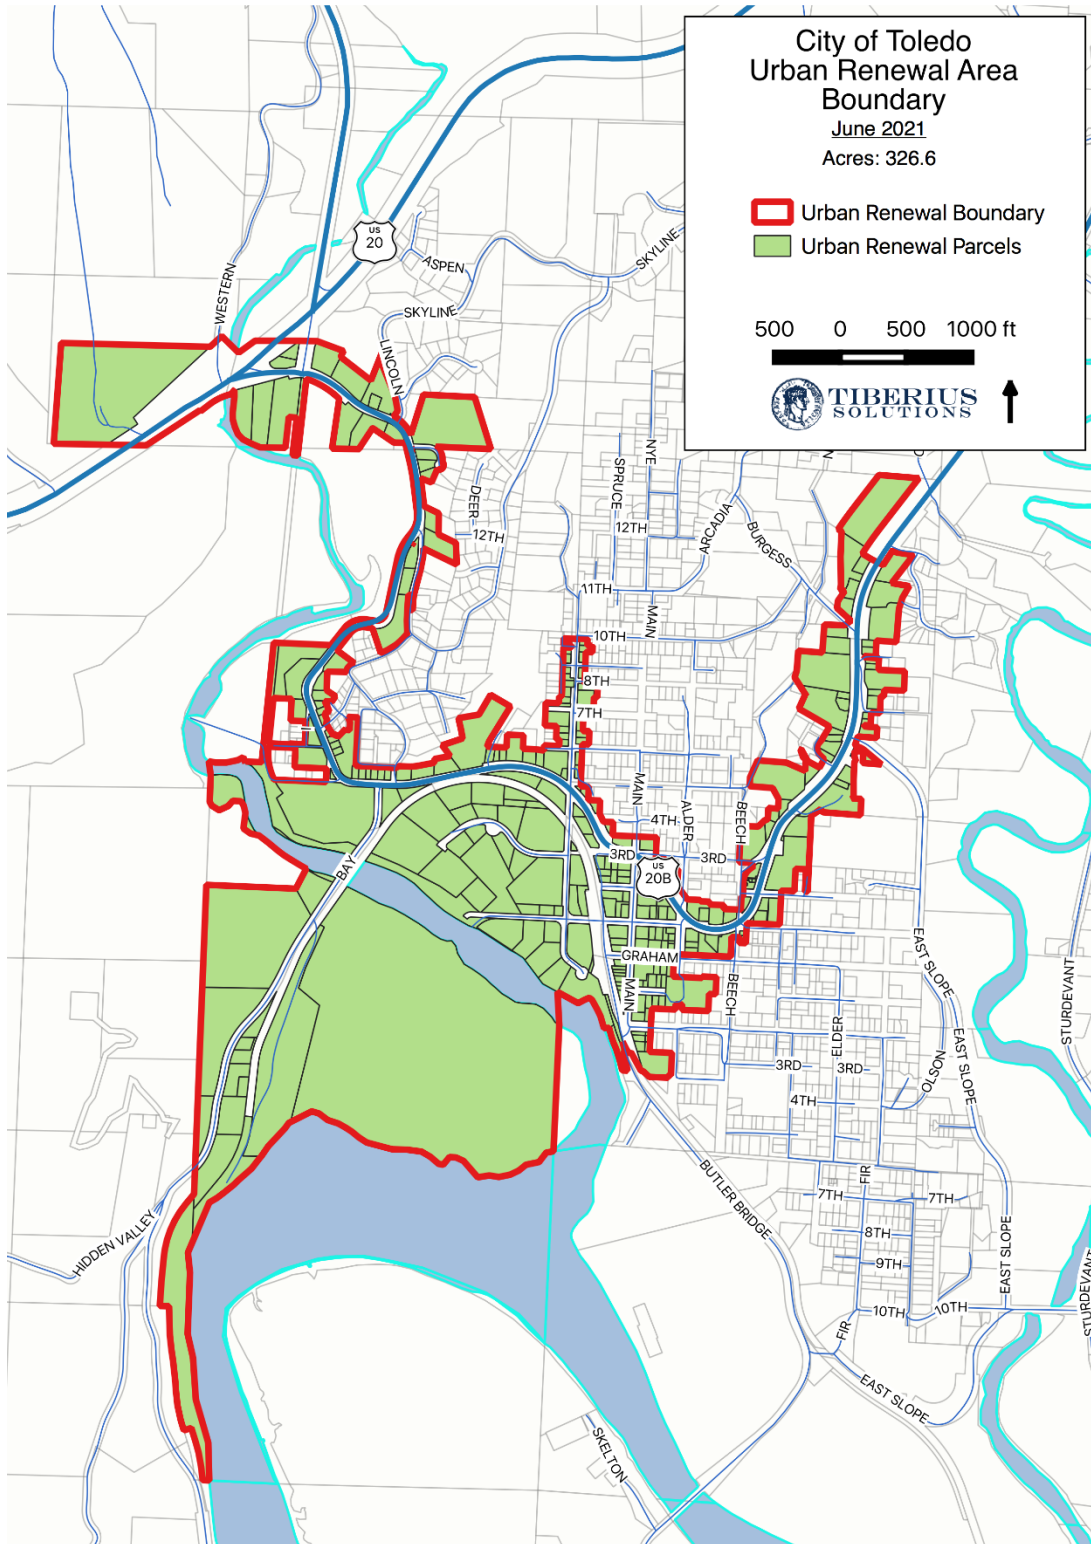 City of Toledo
Urban Renewal Area
Boundary
June 2021
Acres: 326.6
Urban Renewal Boundary
Urban Renewal Parcels
500 0 500 1000 ft
TIBERIUS
SOLUTIONS
US
20
WESTERN
ASPEN
SKYLINE
SKYLINE
LINCOLN
DEER
12TH
SPRUCE
NYE
12TH
ARCADIA
BURGESS
11TH
MAIN
10TH
8TH
7TH
MAIN
ALDER
BEECH
4TH
3RD
3RD
US
20B
BAY
GRAHAM
MAIN
BEECH
EAST SLOPE
STURDEVANT
ELDER
3RD
3RD
OLSON
EAST SLOPE
4TH
BUTLER BRIDGE
FIR
7TH
7TH
8TH
HIDDEN VALLEY
9TH
EAST SLOPE
STURDEVANT
10TH
10TH
FIR
EAST SLOPE
SKELTON